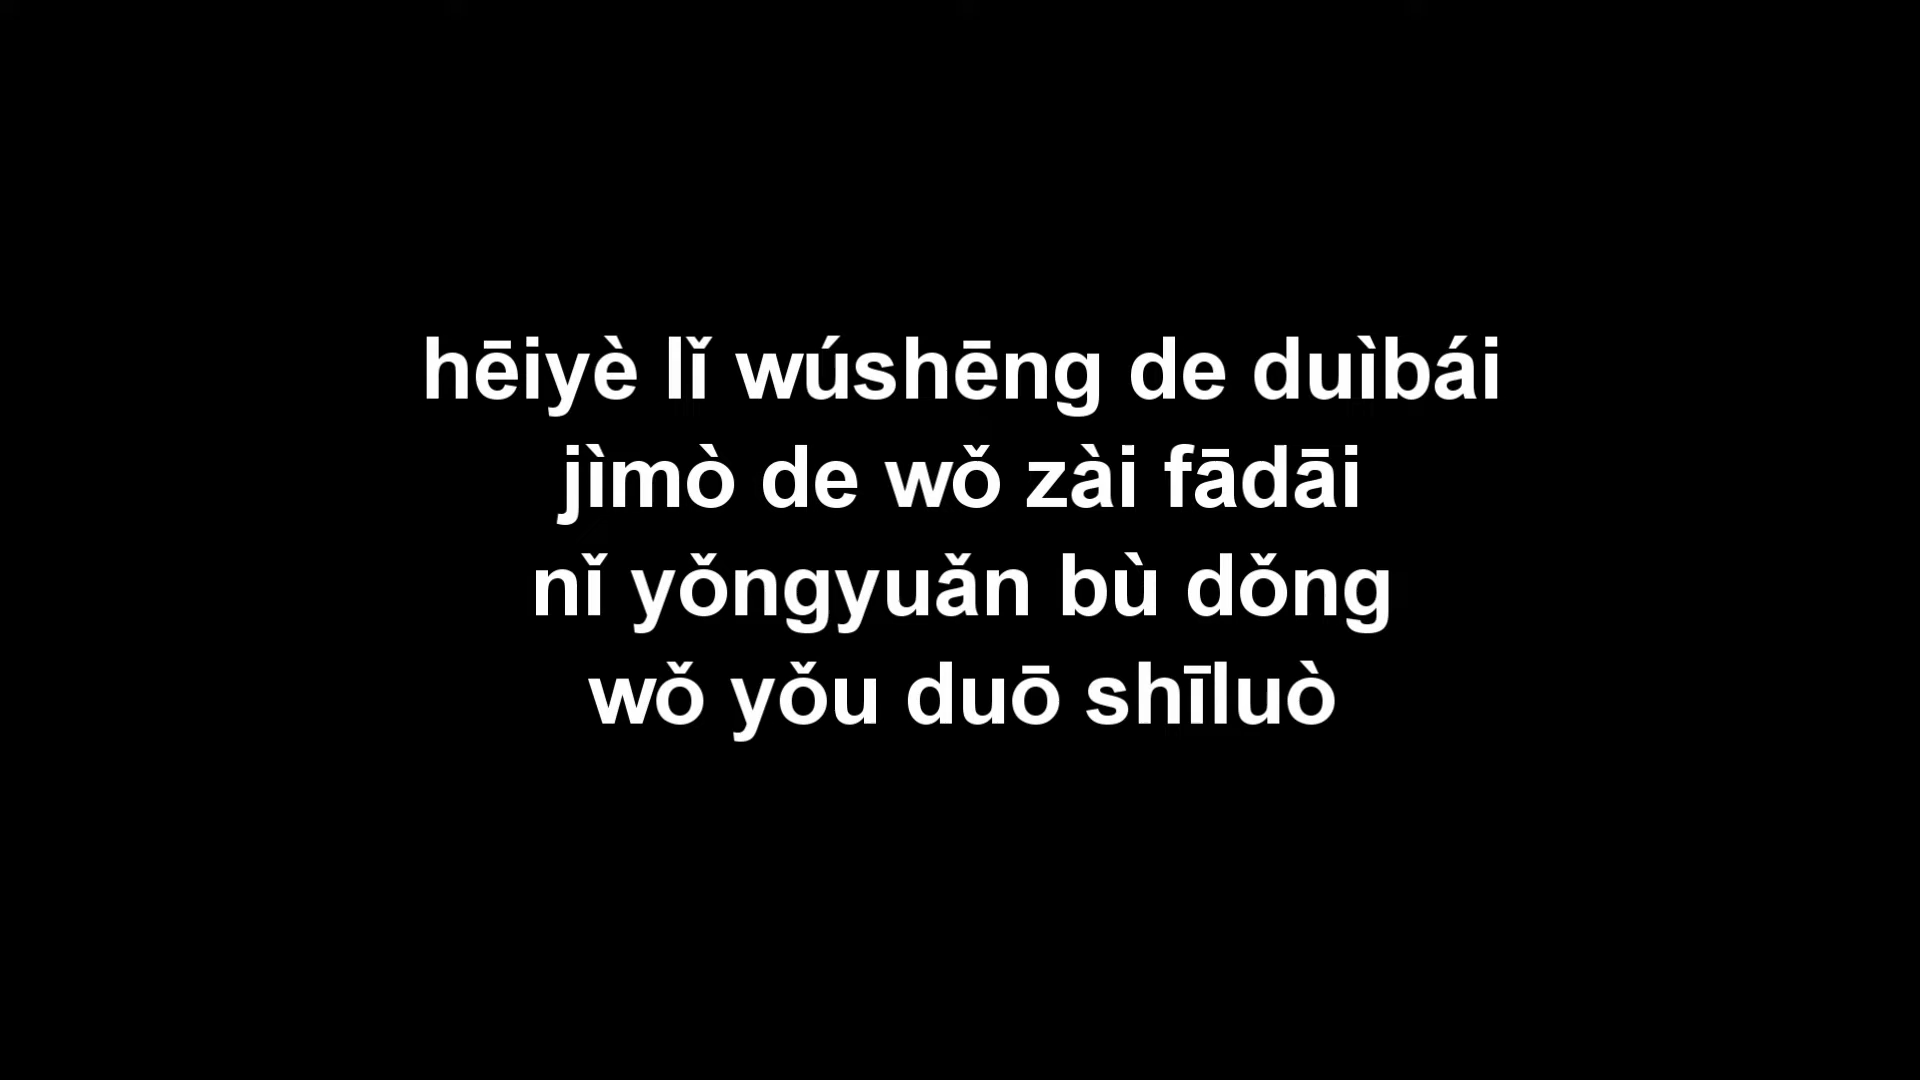 hēiyè lǐ wúshēng de duìbái
jìmò de wǒ zài fādāi
nǐ yǒngyuǎn bù dǒng
wǒ yǒu duō shīluò